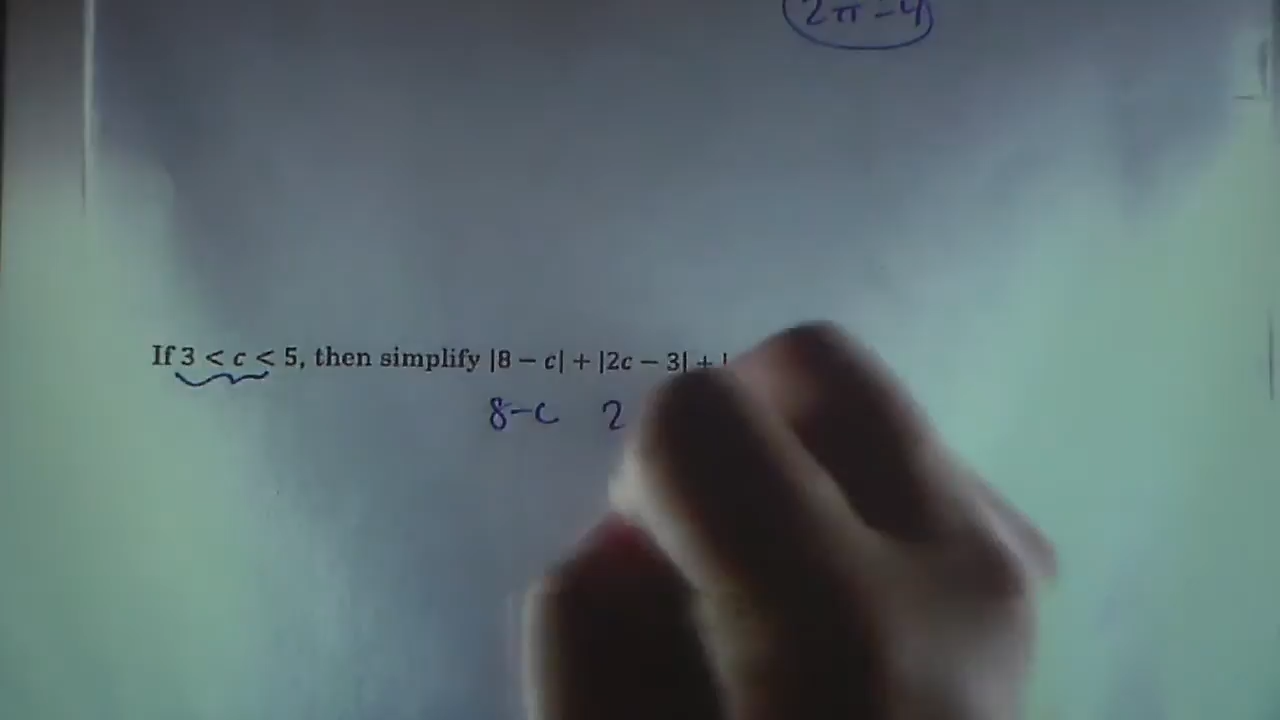 2π-4
If 3 < c < 5, then simplify |8 − c| + |2c − 3| + |
8-c 2